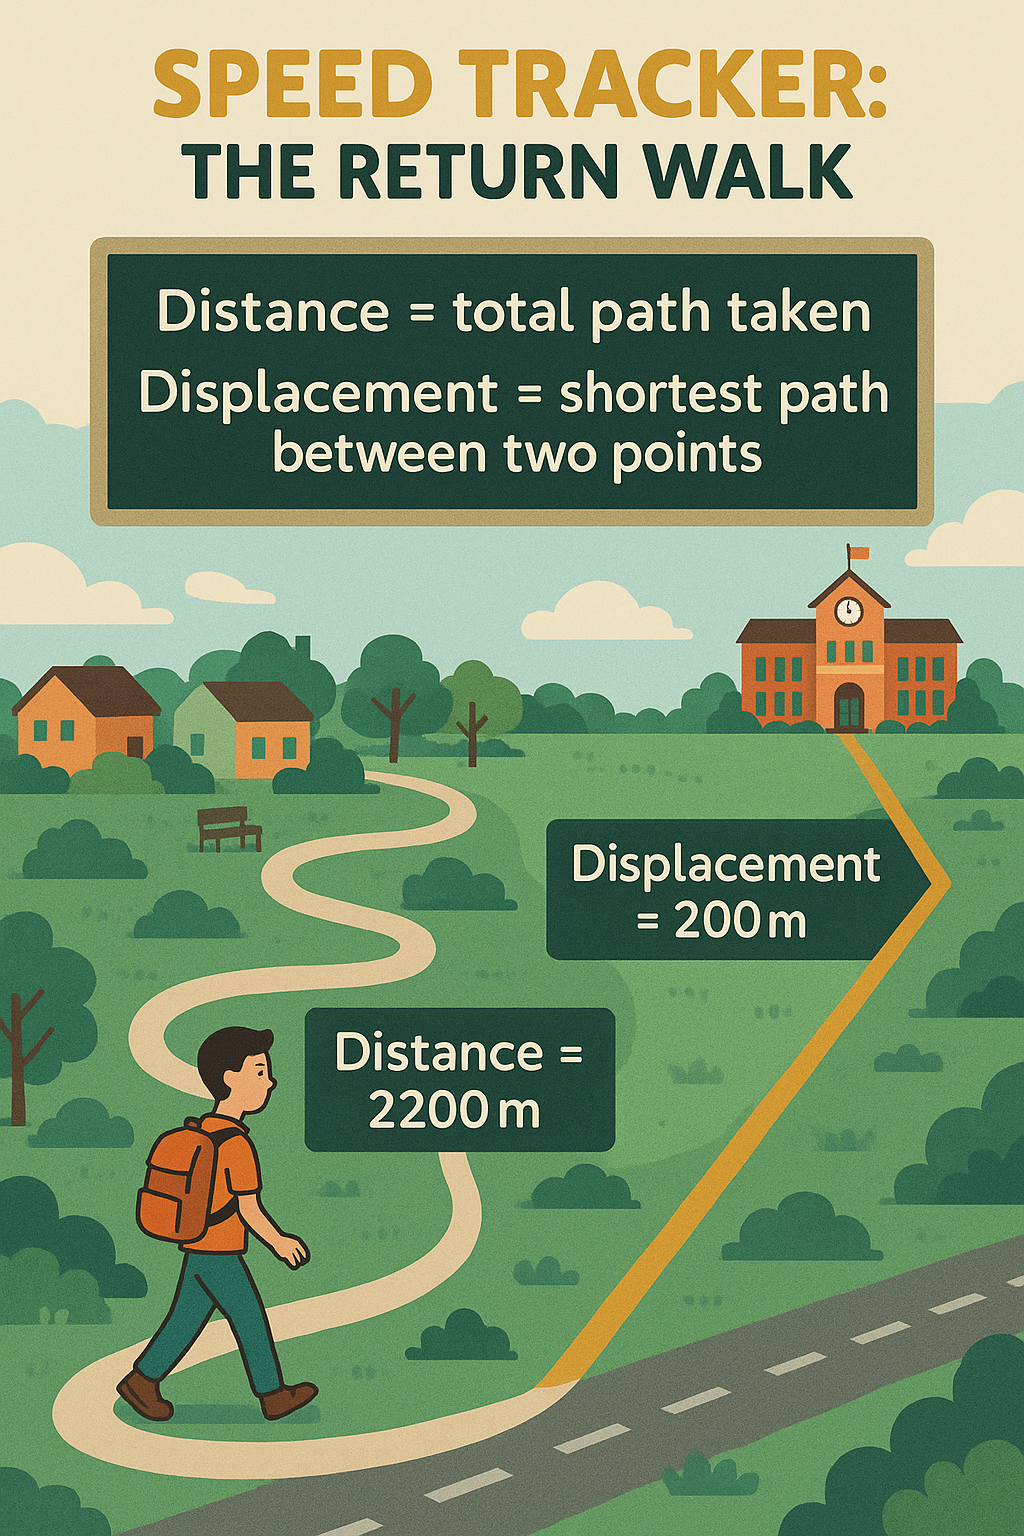 SPEED TRACKER:
THE RETURN WALK
Distance = total path taken
Displacement = shortest path
between two points
Displacement
= 200 m
Distance =
2200 m